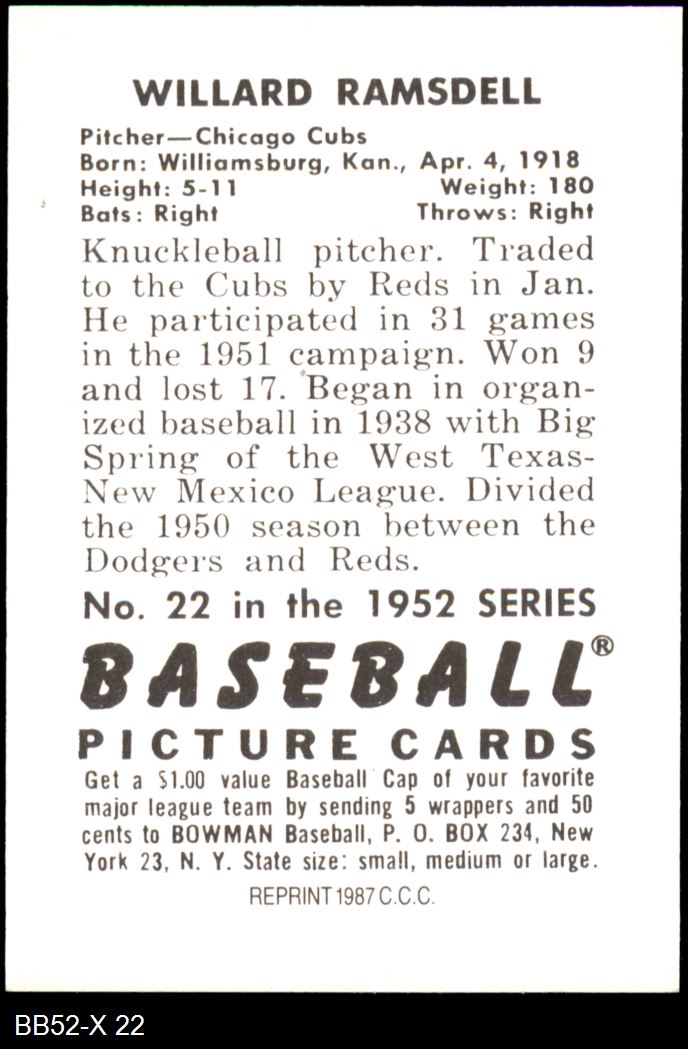 WILLARD RAMSDELL
Pitcher—Chicago Cubs
Born: Williamsburg, Kan., Apr. 4, 1918
Height: 5-11 Weight: 180
Bats: Right Throws: Right
Knuckleball pitcher. Traded
to the Cubs by Reds in Jan.
He participated in 31 games
in the 1951 campaign. Won 9
and lost 17. Began in organ-
ized baseball in 1938 with Big
Spring of the West Texas-
New Mexico League. Divided
the 1950 season between the
Dodgers and Reds.
No. 22 in the 1952 SERIES
BASEBALL®
PICTURE CARDS
Get a $1.00 value Baseball Cap of your favorite
major league team by sending 5 wrappers and 50
cents to BOWMAN Baseball, P. O. BOX 234, New
York 23, N. Y. State size: small, medium or large.
REPRINT 1987 C.C.C.
BB52-X 22